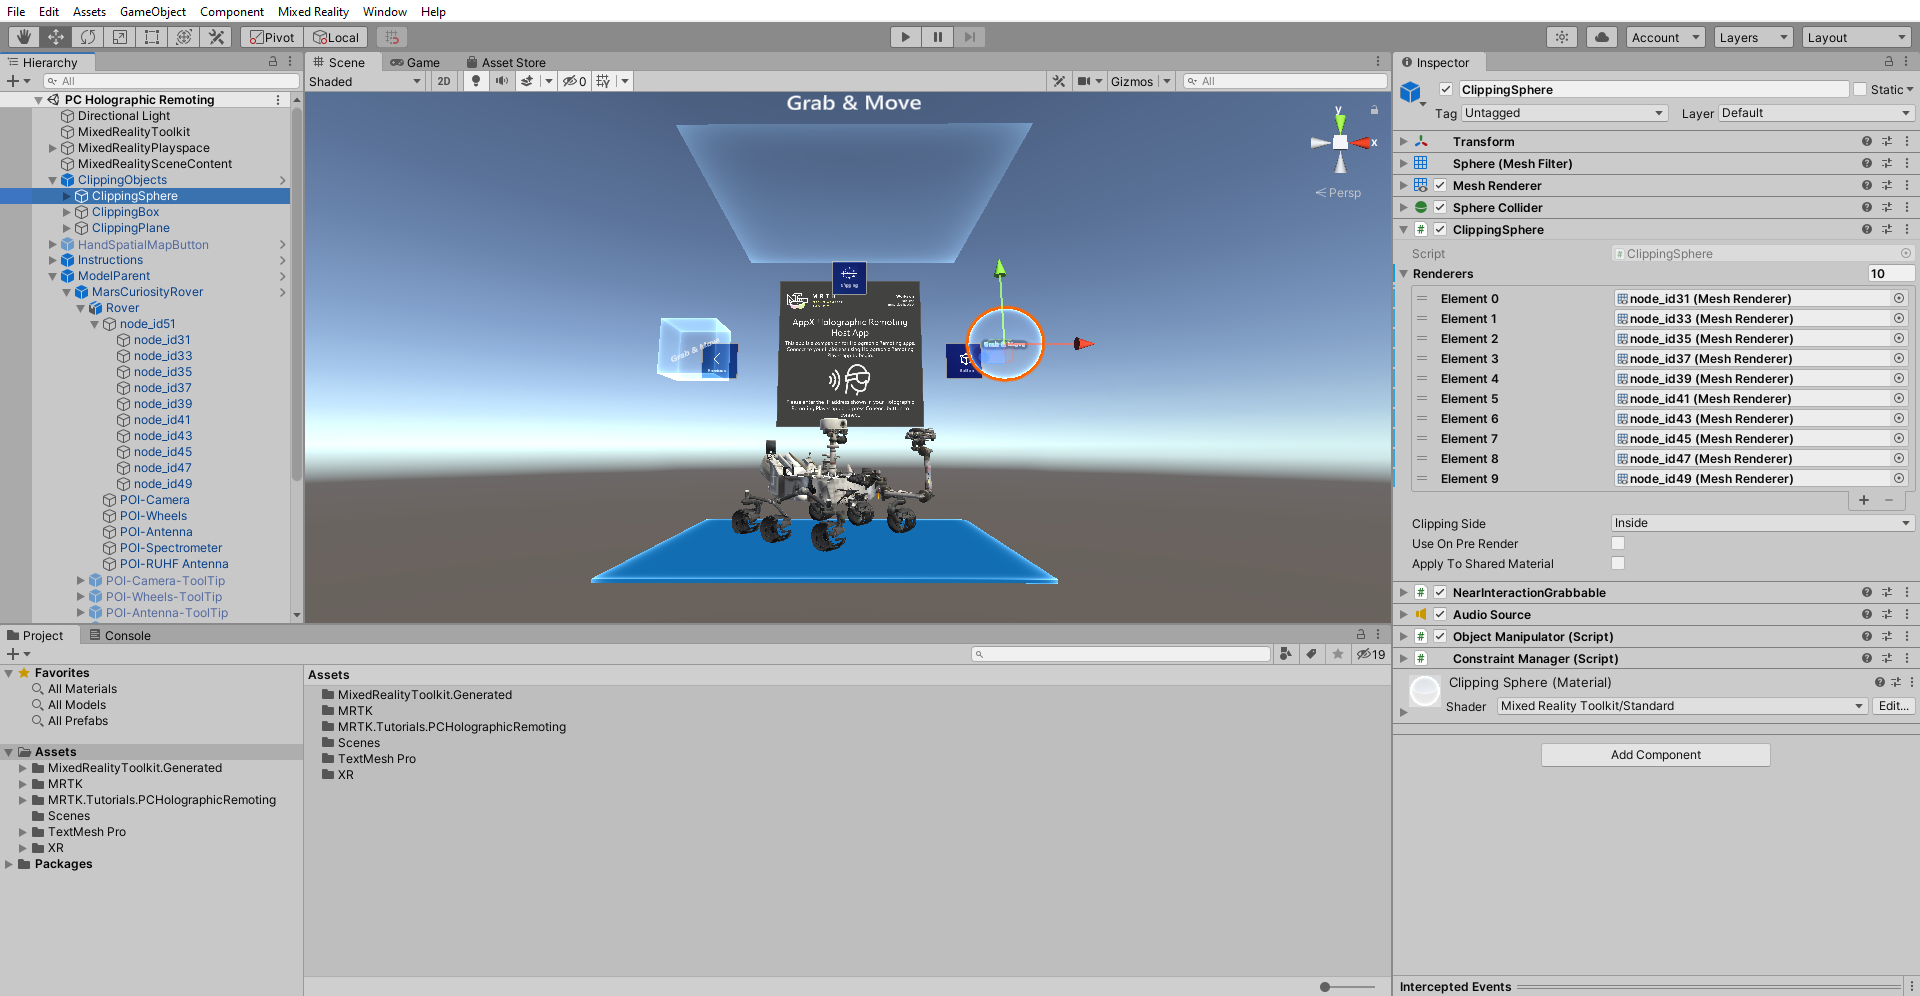 File Edit Assets GameObject Component Mixed Reality Window Help
Pivot Local Account Layers Layout
Hierarchy
All
PC Holographic Remoting
Directional Light
MixedRealityToolkit
MixedRealityPlayspace
MixedRealitySceneContent
ClippingObjects
ClippingSphere
ClippingBox
ClippingPlane
HandSpatialMapButton
Instructions
ModelParent
MarsCuriosityRover
Rover
node_id51
node_id31
node_id33
node_id35
node_id37
node_id39
node_id41
node_id43
node_id45
node_id47
node_id49
POI-Camera
POI-Wheels
POI-Antenna
POI-Spectrometer
POI-RUHF Antenna
POI-Camera-ToolTip
POI-Wheels-ToolTip
POI-Antenna-ToolTip
Scene Game Asset Store
Shaded 2D 0 Gizmos All
Grab & Move
y
x
Persp
Clipping
MRTK
AppX Holographic Remoting
Host App
Grab & Move
Inspector
ClippingSphere Static
Tag Untagged Layer Default
Transform
Sphere (Mesh Filter)
Mesh Renderer
Sphere Collider
ClippingSphere
Script ClippingSphere
Renderers 10
Element 0 node_id31 (Mesh Renderer)
Element 1 node_id33 (Mesh Renderer)
Element 2 node_id35 (Mesh Renderer)
Element 3 node_id37 (Mesh Renderer)
Element 4 node_id39 (Mesh Renderer)
Element 5 node_id41 (Mesh Renderer)
Element 6 node_id43 (Mesh Renderer)
Element 7 node_id45 (Mesh Renderer)
Element 8 node_id47 (Mesh Renderer)
Element 9 node_id49 (Mesh Renderer)
Clipping Side Inside
Use On Pre Render
Apply To Shared Material
NearInteractionGrabbable
Audio Source
Object Manipulator (Script)
Constraint Manager (Script)
Clipping Sphere (Material)
Shader Mixed Reality Toolkit/Standard Edit...
Add Component
Intercepted Events
Project Console
19
Favorites
All Materials
All Models
All Prefabs
Assets
MixedRealityToolkit.Generated
MRTK
MRTK.Tutorials.PCHolographicRemoting
Scenes
TextMesh Pro
XR
Packages
Assets
MixedRealityToolkit.Generated
MRTK
MRTK.Tutorials.PCHolographicRemoting
Scenes
TextMesh Pro
XR